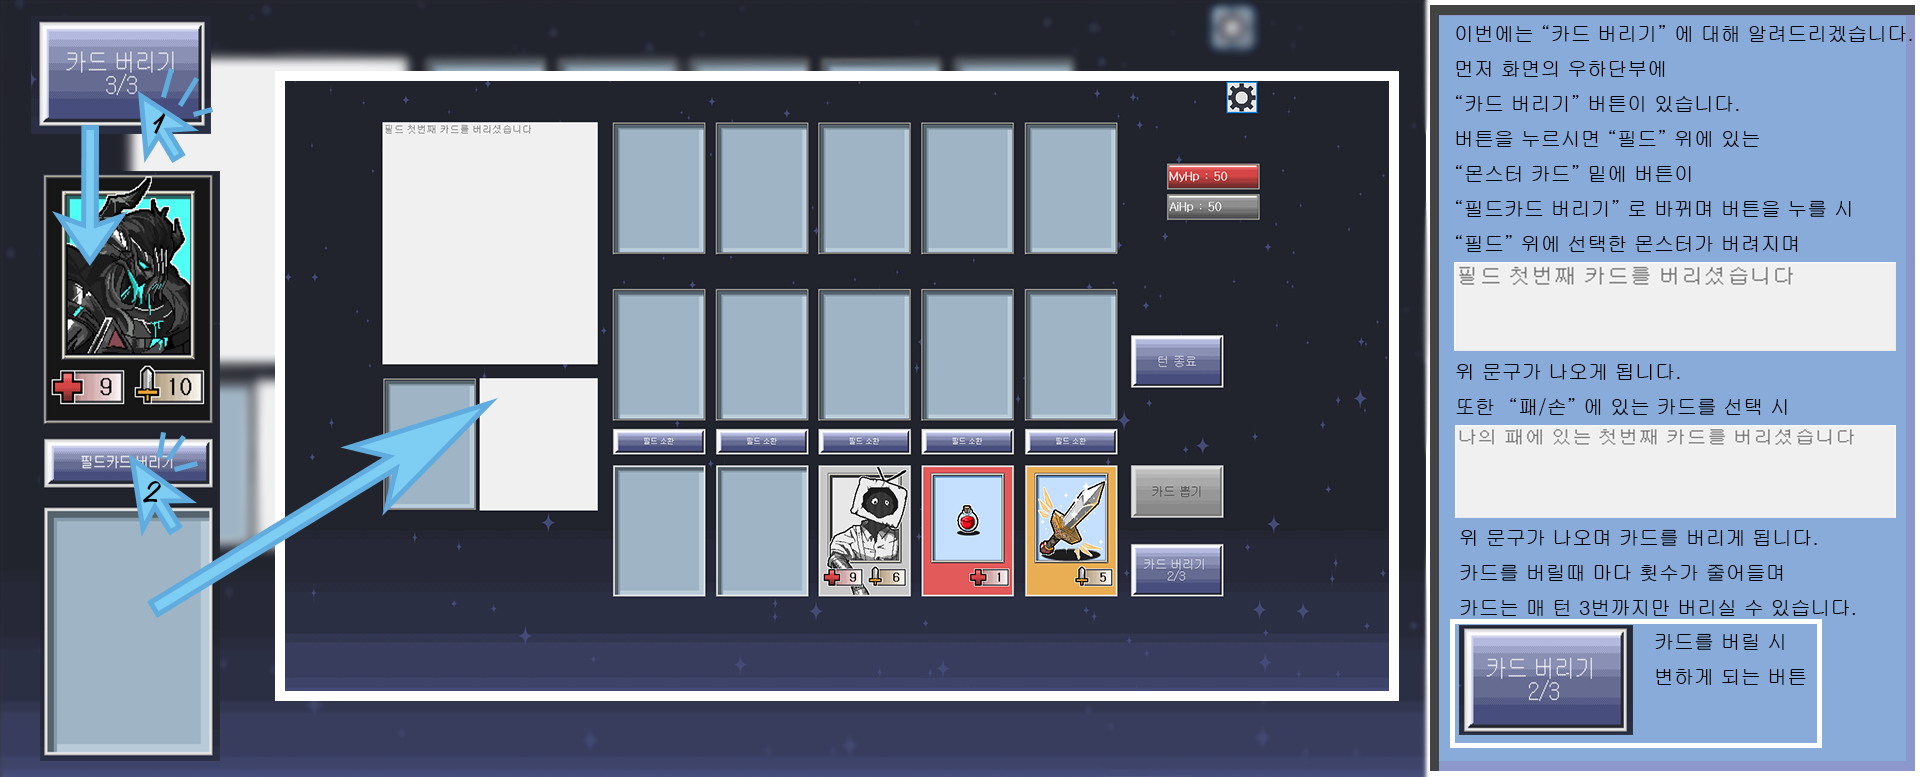 카드 버리기
3/3
1
9
10
필드카드 버리기
2
필드 첫번째 카드를 버리셨습니다
MyHp : 50
AiHp : 50
턴 종료
필드 소환
필드 소환
필드 소환
필드 소환
필드 소환
카드 뽑기
9
6
1
5
카드 버리기
2/3
이번에는 “카드 버리기” 에 대해 알려드리겠습니다.
먼저 화면의 우하단부에
“카드 버리기” 버튼이 있습니다.
버튼을 누르시면 “필드” 위에 있는
“몬스터 카드” 밑에 버튼이
“필드카드 버리기” 로 바뀌며 버튼을 누를 시
“필드” 위에 선택한 몬스터가 버려지며
필드 첫번째 카드를 버리셨습니다
위 문구가 나오게 됩니다.
또한 “패/손” 에 있는 카드를 선택 시
나의 패에 있는 첫번째 카드를 버리셨습니다
위 문구가 나오며 카드를 버리게 됩니다.
카드를 버릴때 마다 횟수가 줄어들며
카드는 매 턴 3번까지만 버리실 수 있습니다.
카드 버리기
2/3
카드를 버릴 시
변하게 되는 버튼